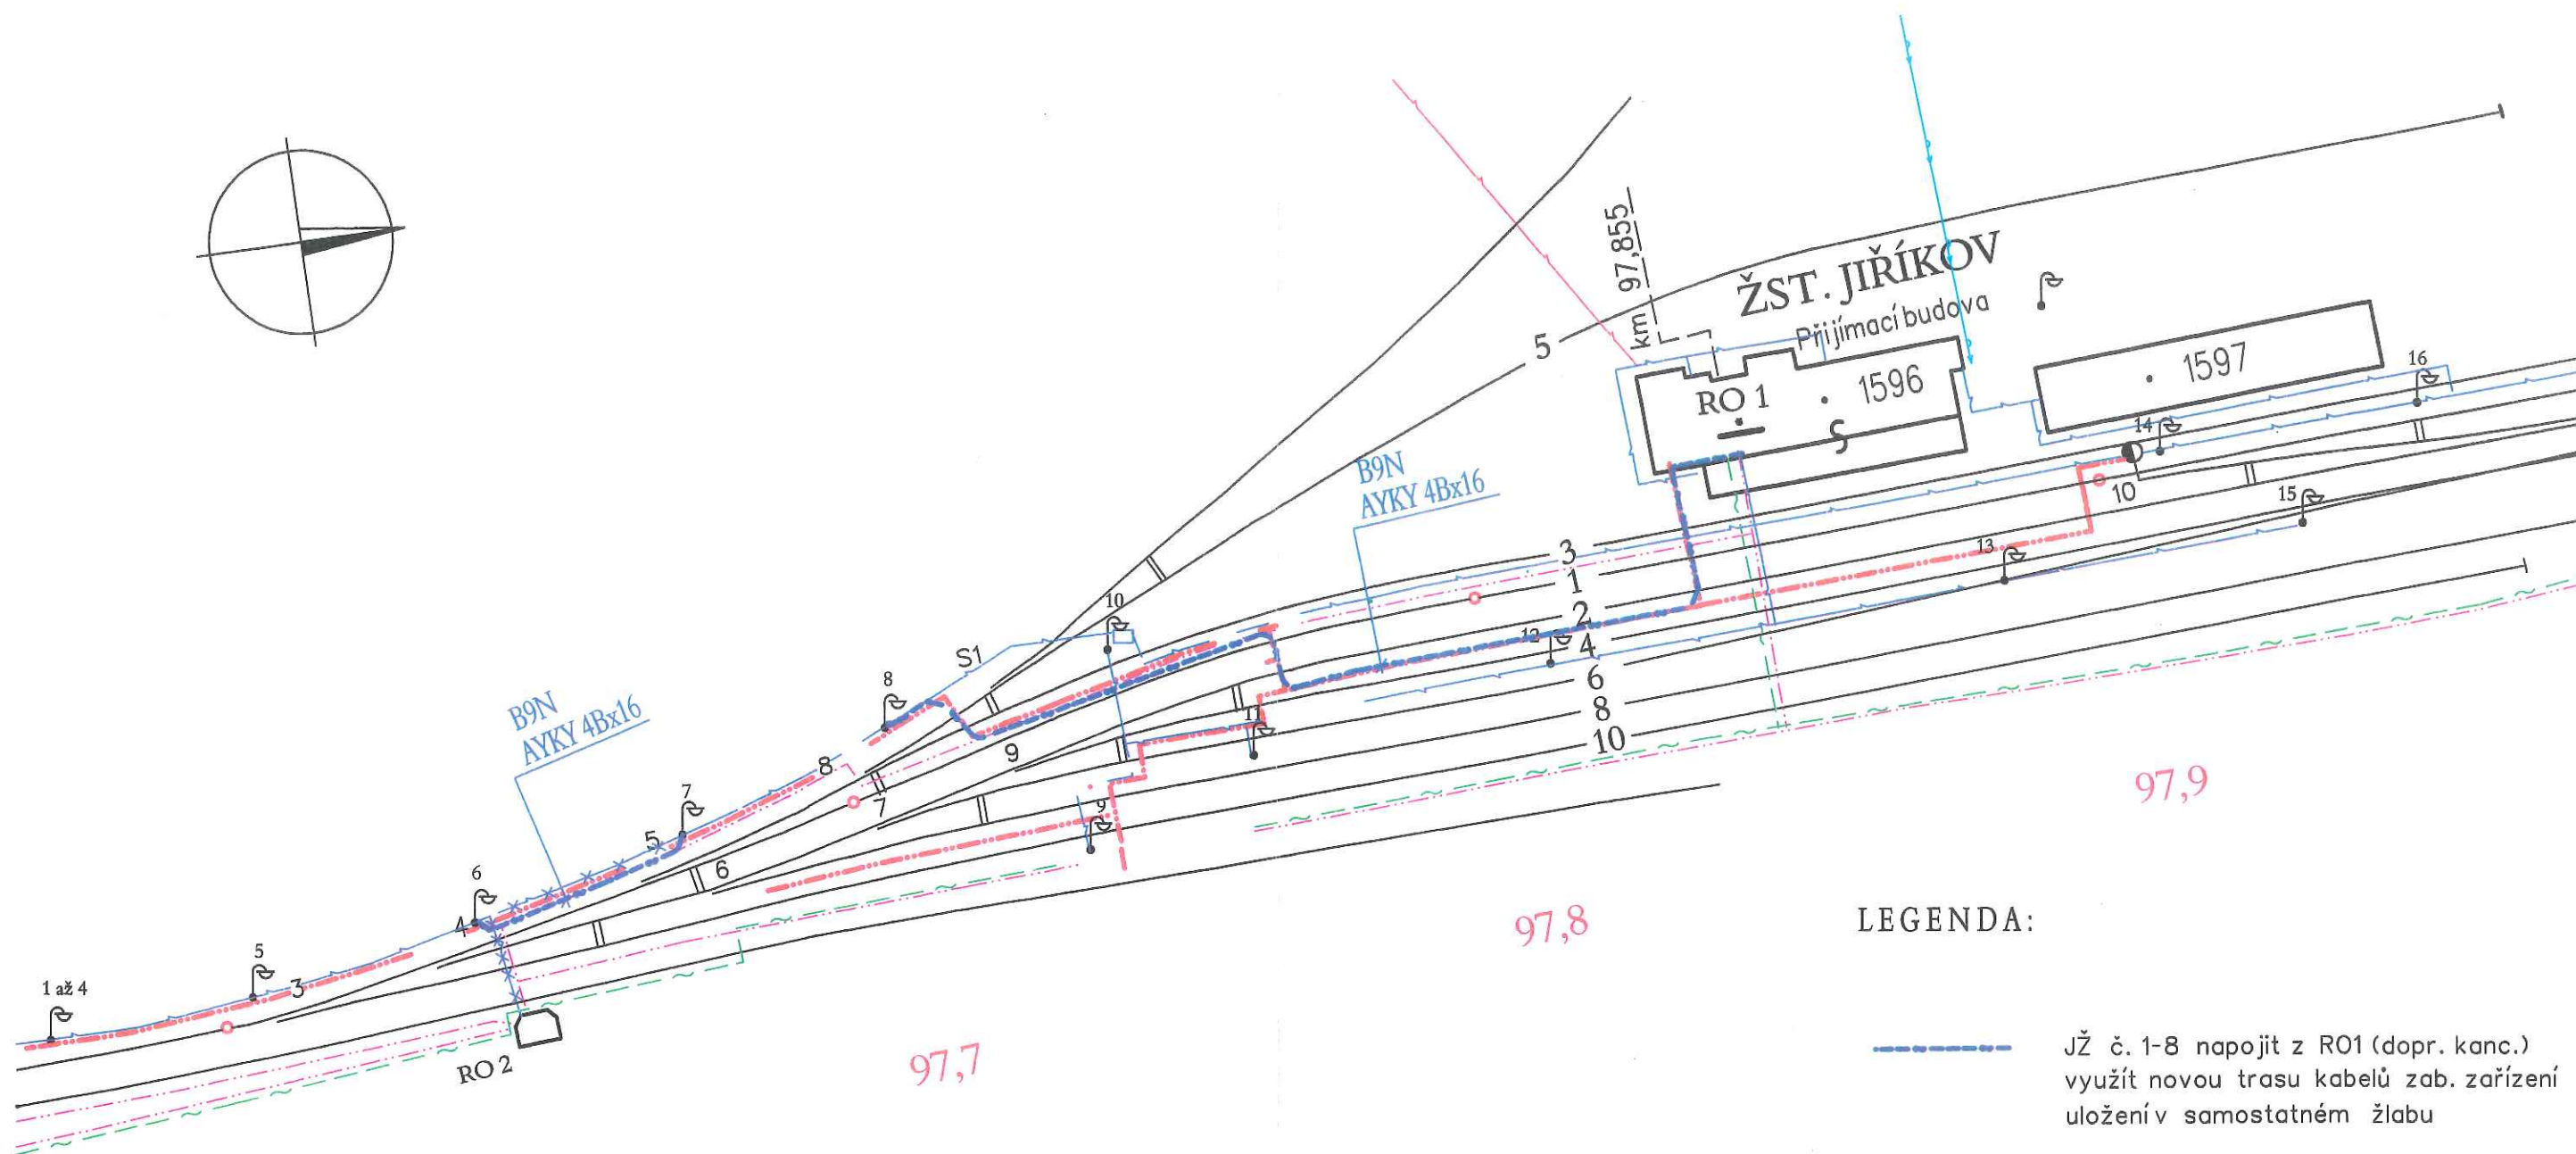 km 97,855
ŽST. JIŘÍKOV
Přijímací budova
5
RO 1
1596
1597
16
14
10
15
13
B9N
AYKY 4Bx16
3
1
2
12
4
6
8
10
10
S1
8
9
11
B9N
AYKY 4Bx16
8
7
7
9
5
6
6
4
5
3
1 až 4
RO 2
97,7
97,8
97,9
LEGENDA:
JŽ č. 1-8 napojit z RO1 (dopr. kanc.)
využít novou trasu kabelů zab. zařízení
uložení v samostatném žlabu